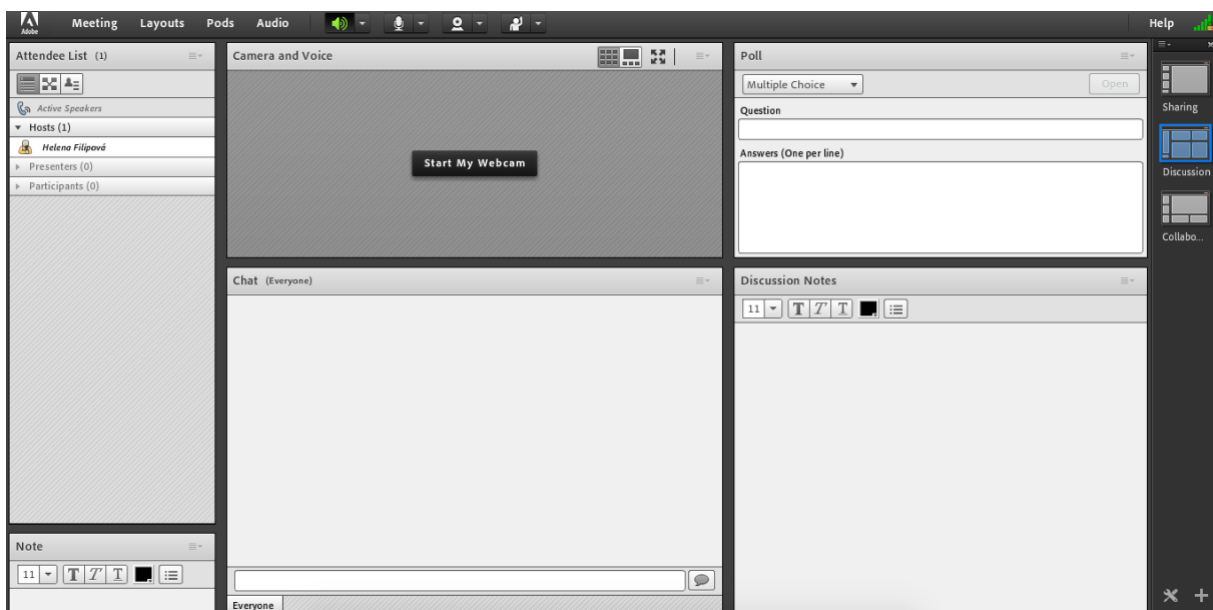 Adobe
Meeting Layouts Pods Audio Help
Attendee List (1)
Active Speakers
Hosts (1)
Helena Filipová
Presenters (0)
Participants (0)
Note
11 T T T
Camera and Voice
Start My Webcam
Chat (Everyone)
Everyone
Poll
Multiple Choice Open
Question
Answers (One per line)
Discussion Notes
11 T T T
Sharing
Discussion
Collabo...